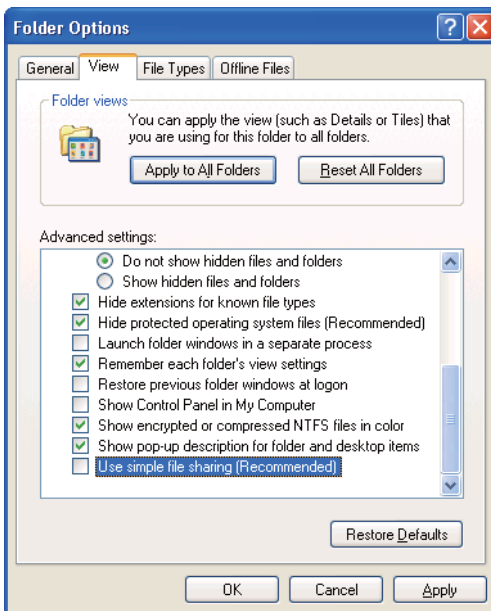 Folder Options
General View File Types Offline Files
Folder views
You can apply the view (such as Details or Tiles) that
you are using for this folder to all folders.
Apply to All Folders Reset All Folders
Advanced settings:
Do not show hidden files and folders
Show hidden files and folders
Hide extensions for known file types
Hide protected operating system files (Recommended)
Launch folder windows in a separate process
Remember each folder's view settings
Restore previous folder windows at logon
Show Control Panel in My Computer
Show encrypted or compressed NTFS files in color
Show pop-up description for folder and desktop items
Use simple file sharing (Recommended)
Restore Defaults
OK Cancel Apply